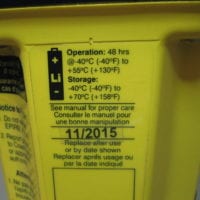 Operation: 48 hrs
@-40°C (-40°F) to
+55°C (+130°F)
Storage:
-40°C (-40°F) to
+70°C (+158°F)
Li
See manual for proper care
Consulter le manuel pour
une bonne manipulation
11/2015
Replace after use
or by date shown
Remplacer après usage ou
par la date indiqué